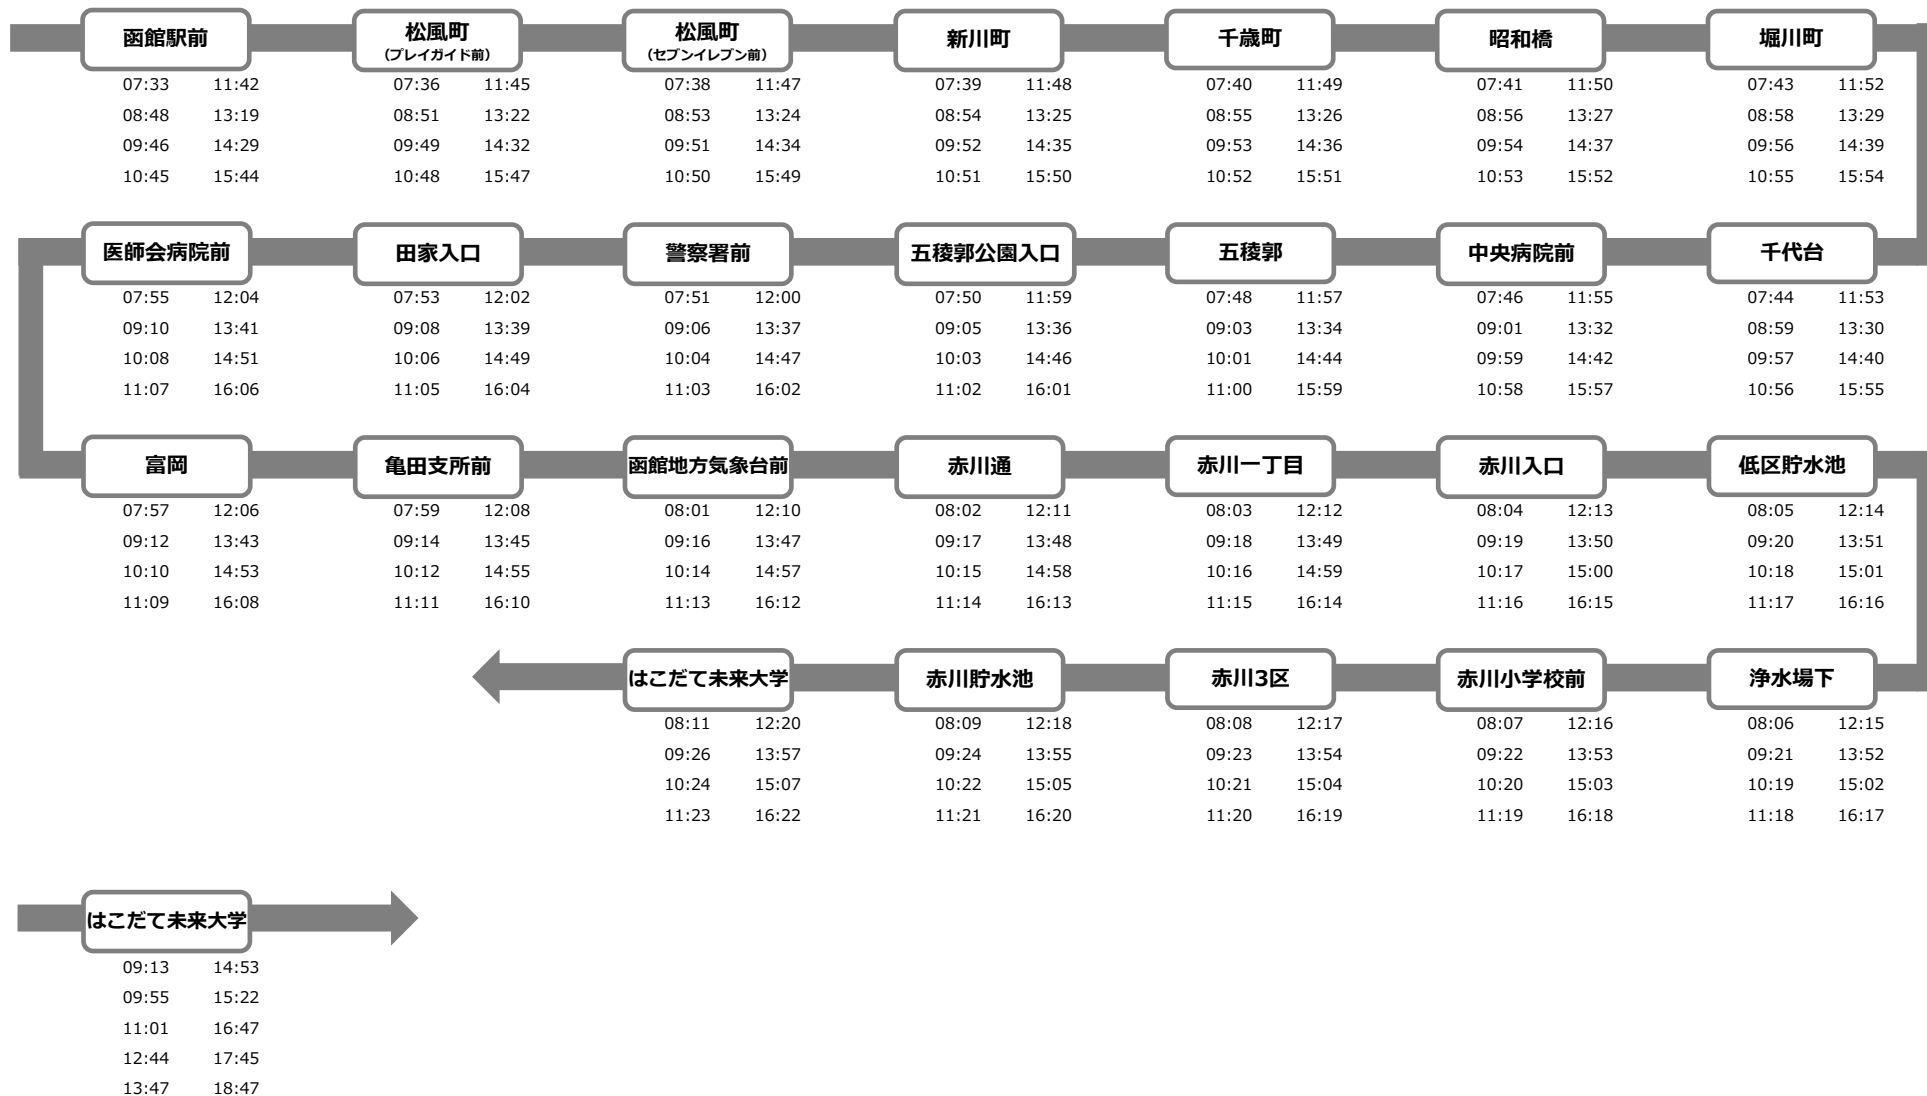 函館駅前 松風町 松風町 新川町 千歳町 昭和橋 堀川町
（プレイガイド前） （セブンイレブン前）
07:33 11:42 07:36 11:45 07:38 11:47 07:39 11:48 07:40 11:49 07:41 11:50 07:43 11:52
08:48 13:19 08:51 13:22 08:53 13:24 08:54 13:25 08:55 13:26 08:56 13:27 08:58 13:29
09:46 14:29 09:49 14:32 09:51 14:34 09:52 14:35 09:53 14:36 09:54 14:37 09:56 14:39
10:45 15:44 10:48 15:47 10:50 15:49 10:51 15:50 10:52 15:51 10:53 15:52 10:55 15:54
医師会病院前 田家入口 警察署前 五稜郭公園入口 五稜郭 中央病院前 千代台
07:55 12:04 07:53 12:02 07:51 12:00 07:50 11:59 07:48 11:57 07:46 11:55 07:44 11:53
09:10 13:41 09:08 13:39 09:06 13:37 09:05 13:36 09:03 13:34 09:01 13:32 08:59 13:30
10:08 14:51 10:06 14:49 10:04 14:47 10:03 14:46 10:01 14:44 09:59 14:42 09:57 14:40
11:07 16:06 11:05 16:04 11:03 16:02 11:02 16:01 11:00 15:59 10:58 15:57 10:56 15:55
富岡 亀田支所前 函館地方気象台前 赤川通 赤川一丁目 赤川入口 低区貯水池
07:57 12:06 07:59 12:08 08:01 12:10 08:02 12:11 08:03 12:12 08:04 12:13 08:05 12:14
09:12 13:43 09:14 13:45 09:16 13:47 09:17 13:48 09:18 13:49 09:19 13:50 09:20 13:51
10:10 14:53 10:12 14:55 10:14 14:57 10:15 14:58 10:16 14:59 10:17 15:00 10:18 15:01
11:09 16:08 11:11 16:10 11:13 16:12 11:14 16:13 11:15 16:14 11:16 16:15 11:17 16:16
はこだて未来大学 赤川貯水池 赤川3区 赤川小学校前 浄水場下
08:11 12:20 08:09 12:18 08:08 12:17 08:07 12:16 08:06 12:15
09:26 13:57 09:24 13:55 09:23 13:54 09:22 13:53 09:21 13:52
10:24 15:07 10:22 15:05 10:21 15:04 10:20 15:03 10:19 15:02
11:23 16:22 11:21 16:20 11:20 16:19 11:19 16:18 11:18 16:17
はこだて未来大学
09:13 14:53
09:55 15:22
11:01 16:47
12:44 17:45
13:47 18:47